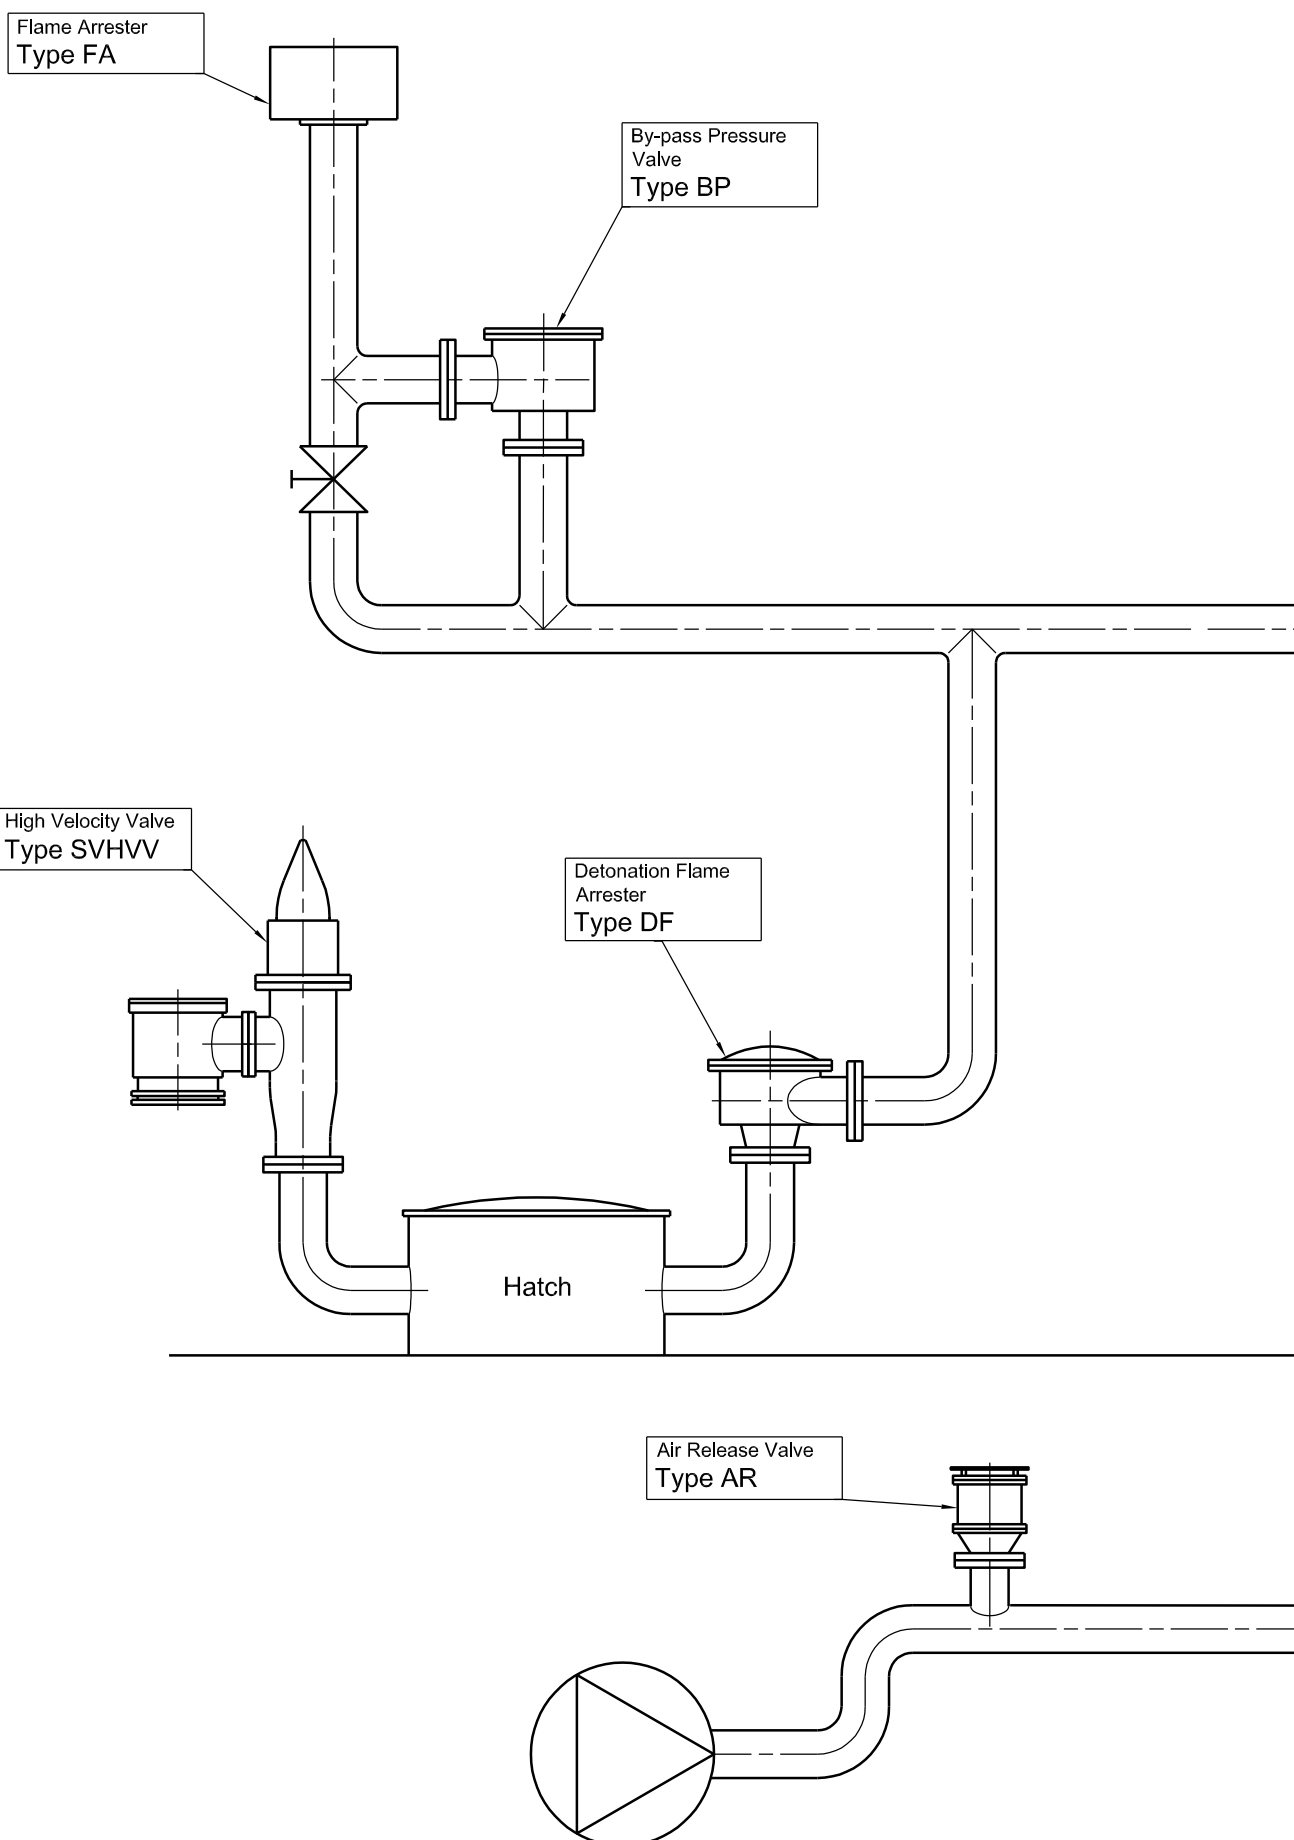 Flame Arrester
Type FA
By-pass Pressure
Valve
Type BP
High Velocity Valve
Type SVHVV
Detonation Flame
Arrester
Type DF
Hatch
Air Release Valve
Type AR